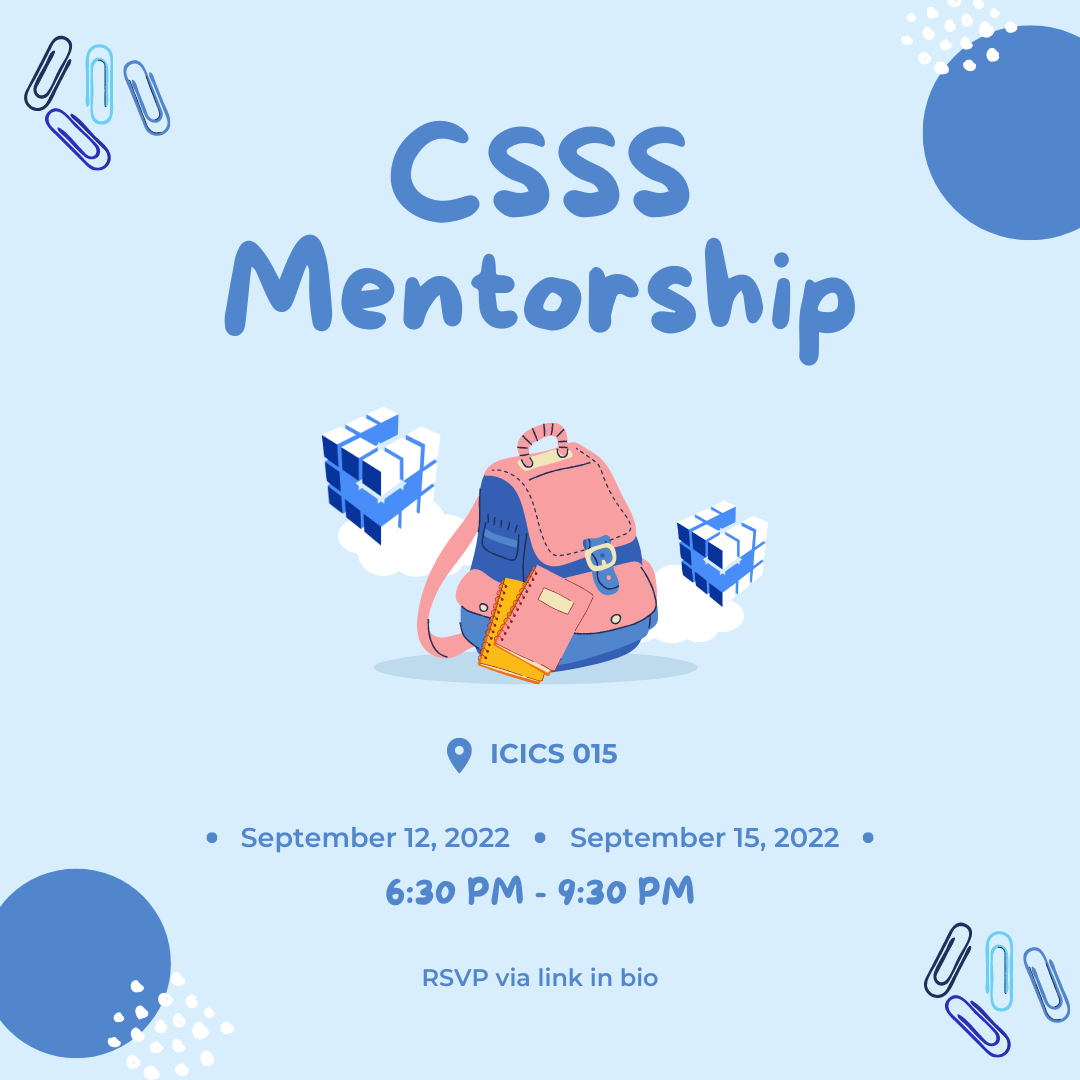 CSSS
Mentorship
ICICS 015
• September 12, 2022 • September 15, 2022 •
6:30 PM - 9:30 PM
RSVP via link in bio